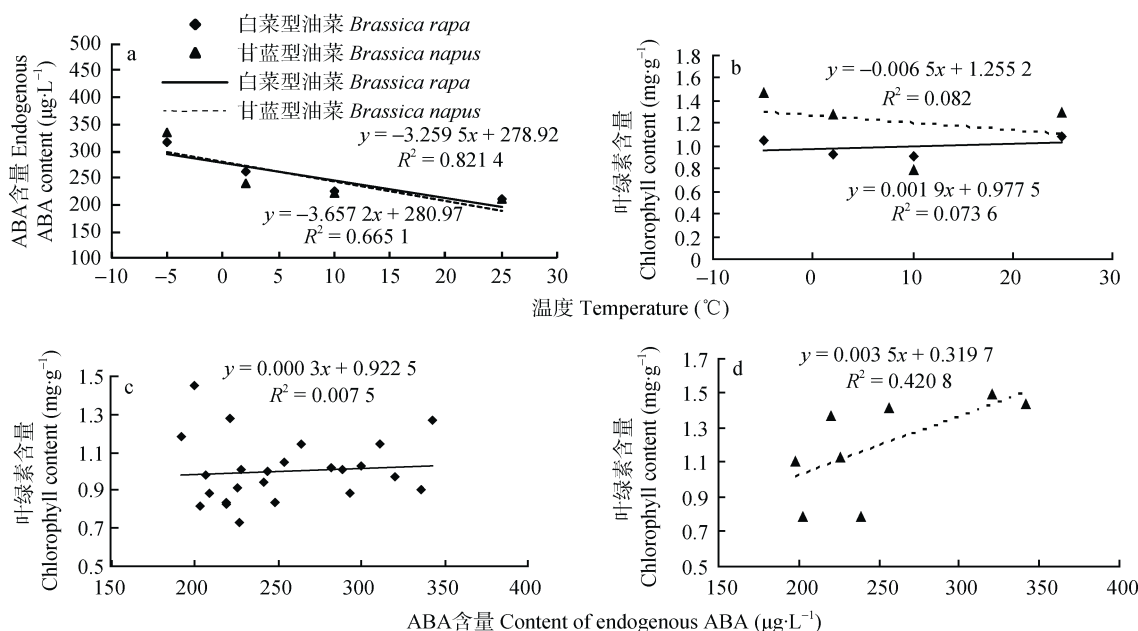 白菜型油菜 Brassica rapa
甘蓝型油菜 Brassica napus
白菜型油菜 Brassica rapa
甘蓝型油菜 Brassica napus
a
ABA含量 Endogenous
ABA content (μg·L⁻¹)
500
450
400
350
300
250
200
150
100
y = −3.259 5x + 278.92
R² = 0.821 4
y = −3.657 2x + 280.97
R² = 0.665 1
−10 −5 0 5 10 15 20 25 30
b
叶绿素含量
Chlorophyll content (mg·g⁻¹)
1.8
1.6
1.4
1.2
1.0
0.8
0.6
0.4
0.2
0
y = −0.006 5x + 1.255 2
R² = 0.082
y = 0.001 9x + 0.977 5
R² = 0.073 6
−10 0 10 20 30
温度 Temperature (℃)
c
叶绿素含量
Chlorophyll content (mg·g⁻¹)
1.5
1.3
1.1
0.9
0.7
0.5
y = 0.000 3x + 0.922 5
R² = 0.007 5
150 200 250 300 350 400
d
叶绿素含量
Chlorophyll content (mg·g⁻¹)
1.7
1.5
1.3
1.1
0.9
0.7
0.5
y = 0.003 5x + 0.319 7
R² = 0.420 8
150 200 250 300 350 400
ABA含量 Content of endogenous ABA (μg·L⁻¹)